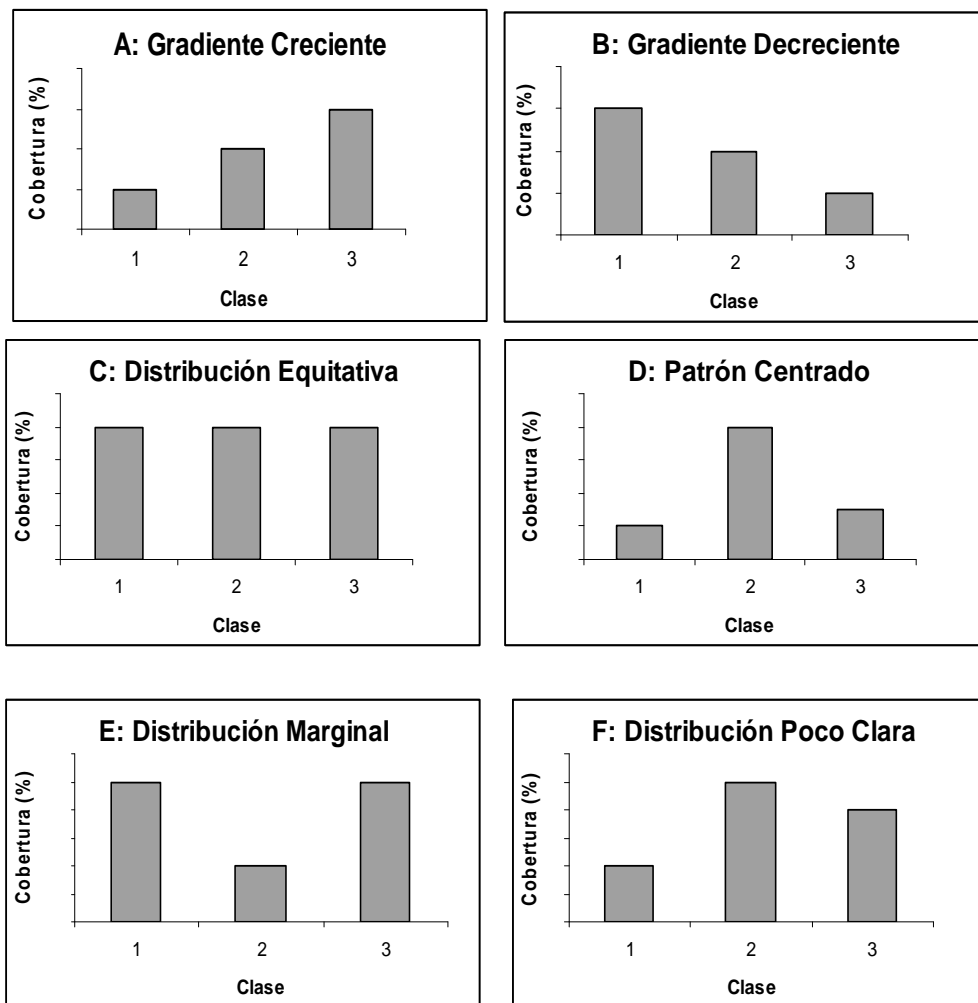 A: Gradiente Creciente
Cobertura (%)
1 2 3
Clase
B: Gradiente Decreciente
Cobertura (%)
1 2 3
Clase
C: Distribución Equitativa
Cobertura (%)
1 2 3
Clase
D: Patrón Centrado
Cobertura (%)
1 2 3
Clase
E: Distribución Marginal
Cobertura (%)
1 2 3
Clase
F: Distribución Poco Clara
Cobertura (%)
1 2 3
Clase